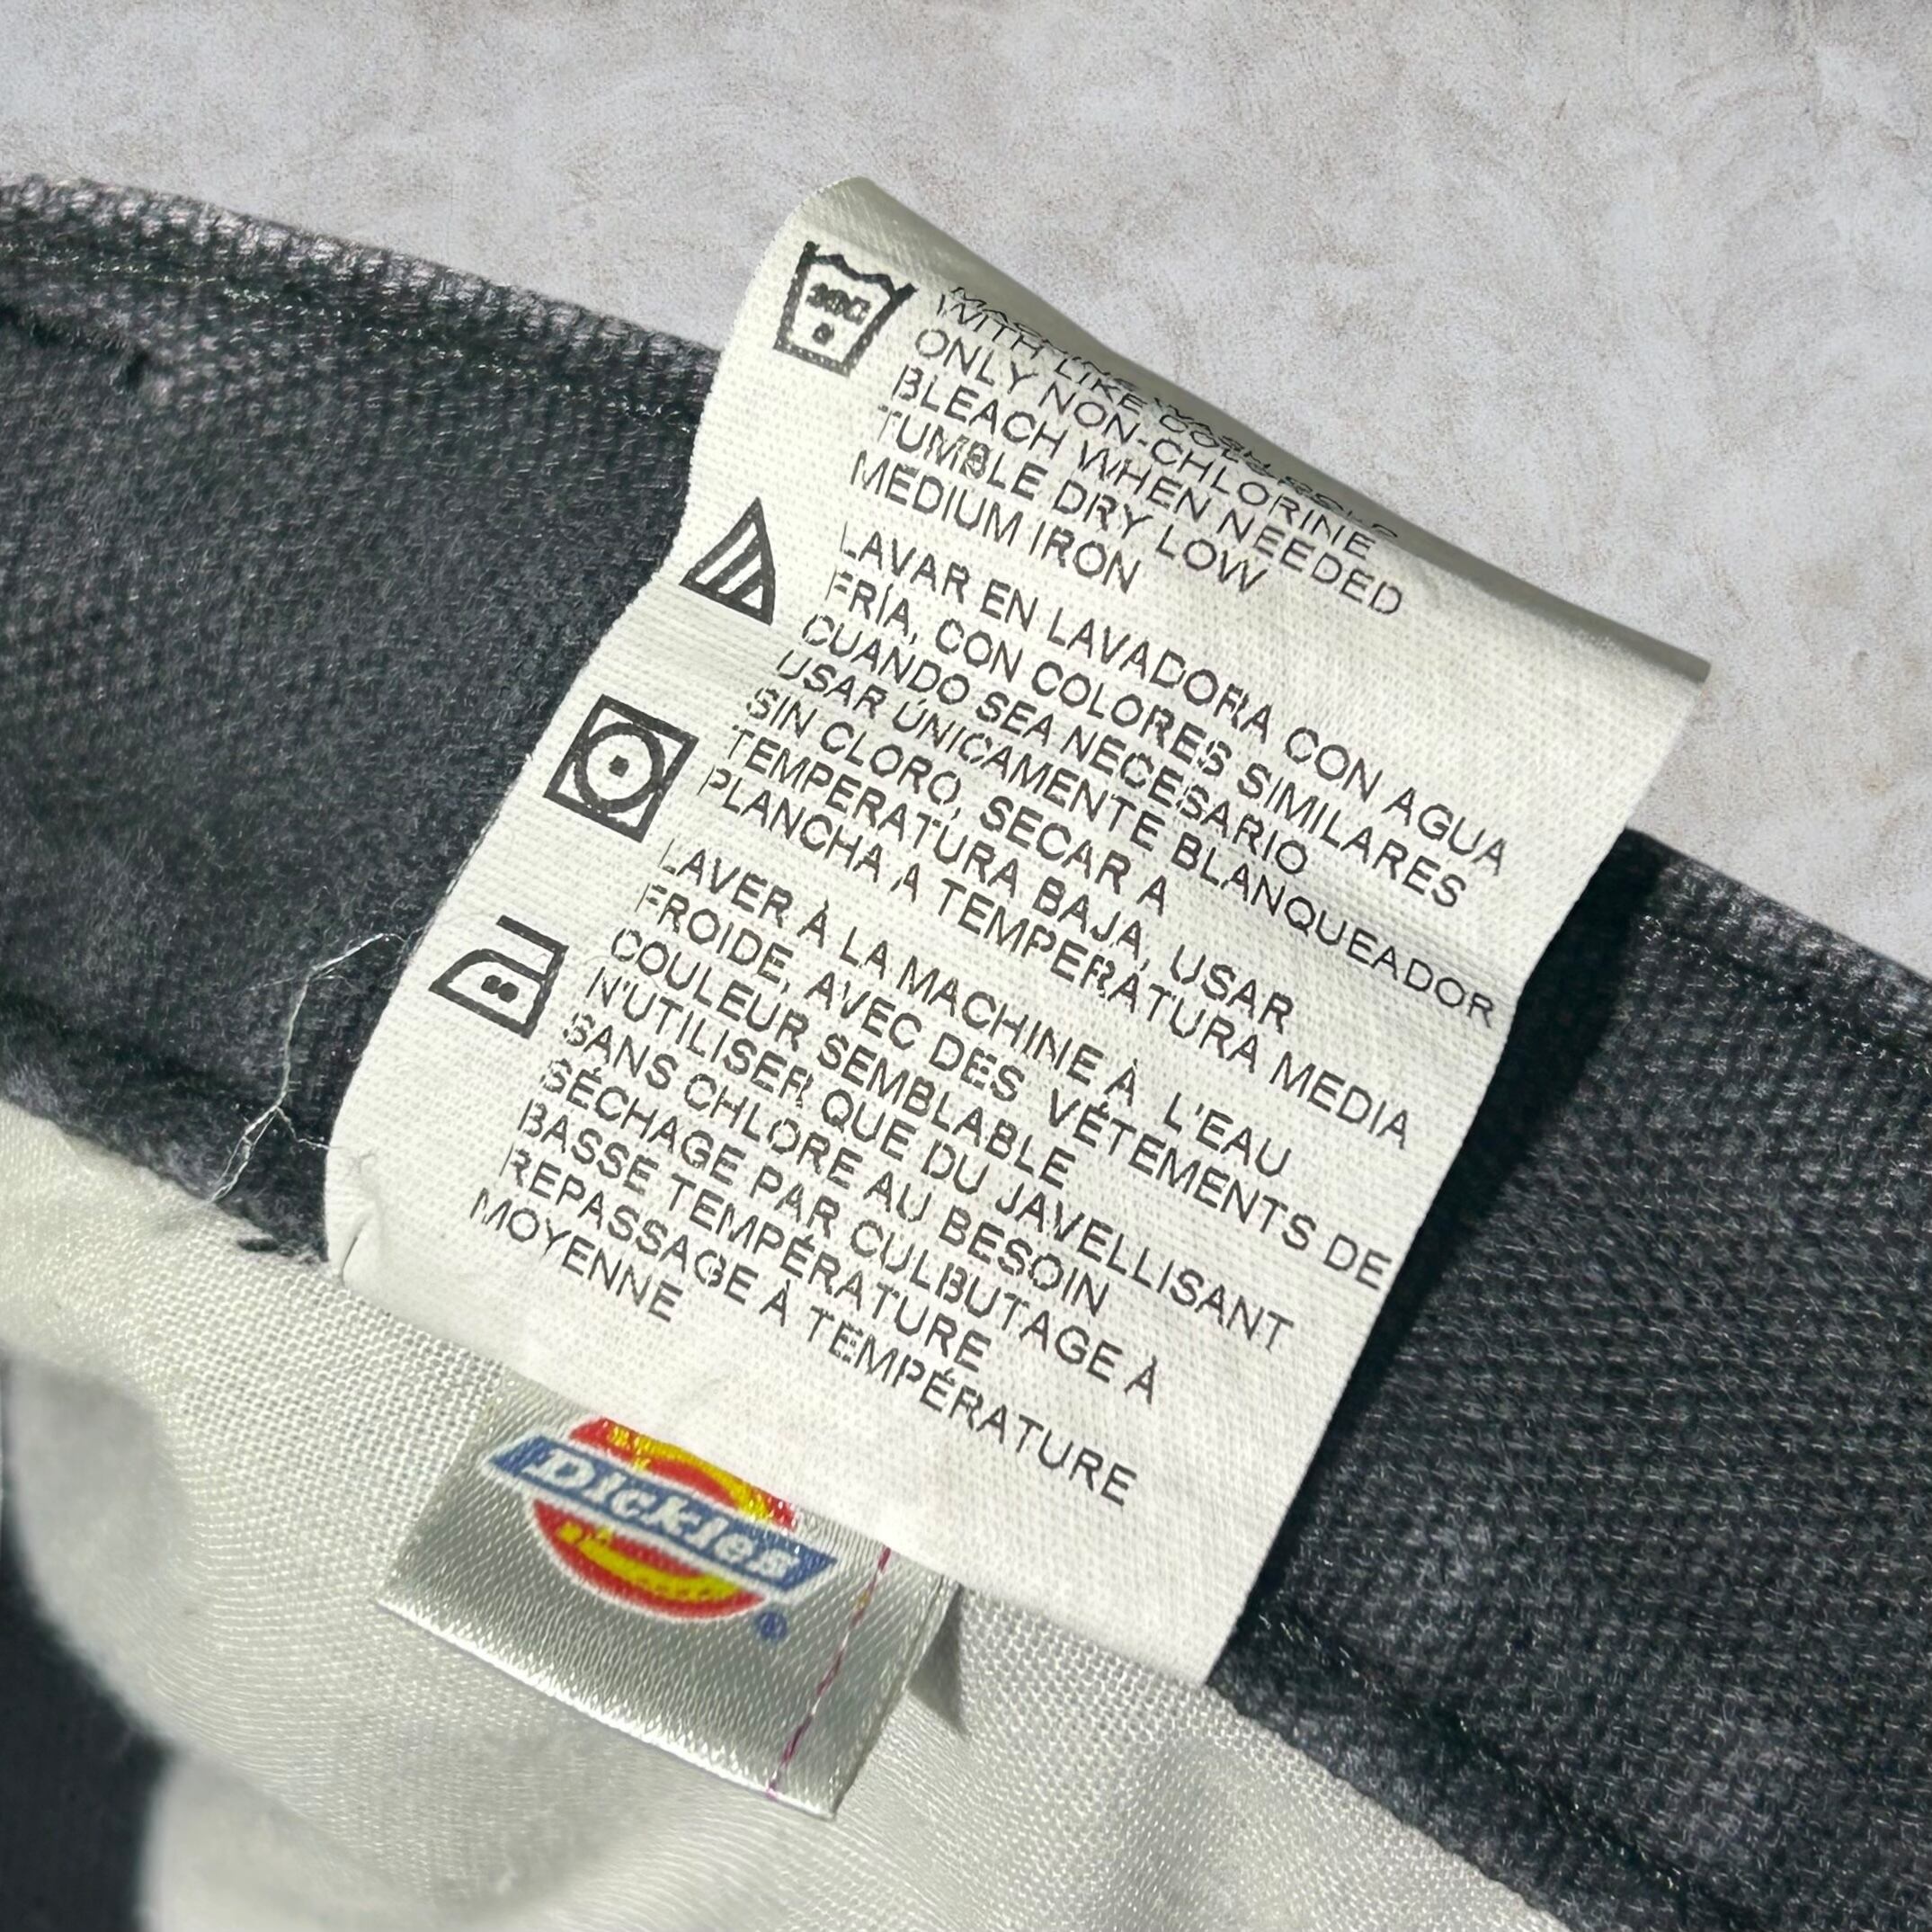 30C
MACHINE WASH COLD
WITH LIKE COLORS
ONLY NON-CHLORINE
BLEACH WHEN NEEDED
TUMBLE DRY LOW
MEDIUM IRON
LAVAR EN LAVADORA CON AGUA
FRÍA, CON COLORES SIMILARES
CUANDO SEA NECESARIO
USAR ÚNICAMENTE BLANQUEADOR
SIN CLORO, SECAR A
TEMPERATURA BAJA, USAR
PLANCHA A TEMPERATURA MEDIA
LAVER À LA MACHINE À L'EAU
FROIDE, AVEC DES VÉTEMENTS DE
COULEUR SEMBLABLE
N'UTILISER QUE DU JAVELLISANT
SANS CHLORE AU BESOIN
SÉCHAGE PAR CULBUTAGE À
BASSE TEMPÉRATURE
REPASSAGE À TEMPÉRATURE
MOYENNE
Dickies
®